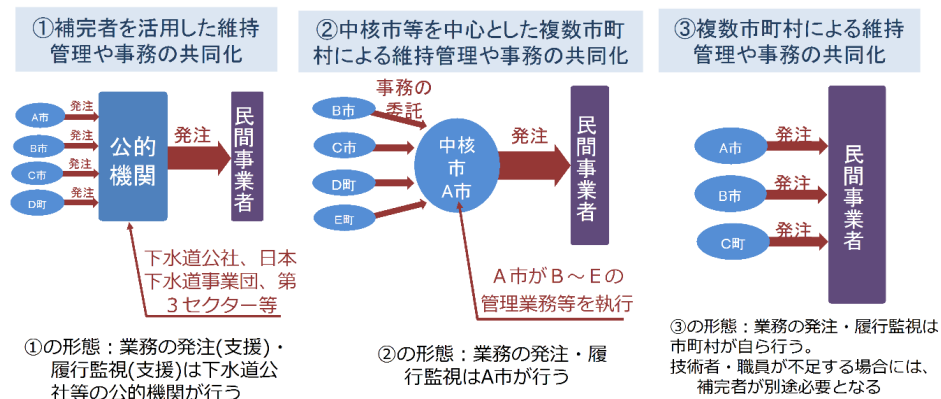 ①補完者を活用した維持
管理や事務の共同化
A市
B市
C市
D町
発注
発注
発注
発注
公的
機関
発注
民間事業者
下水道公社、日本
下水道事業団、第
３セクター等
①の形態：業務の発注(支援)・
履行監視(支援)は下水道公
社等の公的機関が行う
②中核市等を中心とした複数市町
村による維持管理や事務の共同化
事務の
委託
B市
C市
D町
E町
中核
市
A市
発注
民間事業者
Ａ市がＢ～Ｅの
管理業務等を執行
②の形態：業務の発注・履
行監視はA市が行う
③複数市町村による維持
管理や事務の共同化
A市
B市
C町
発注
発注
発注
民間事業者
③の形態：業務の発注・履行監視は
市町村が自ら行う。
技術者・職員が不足する場合には、
補完者が別途必要となる